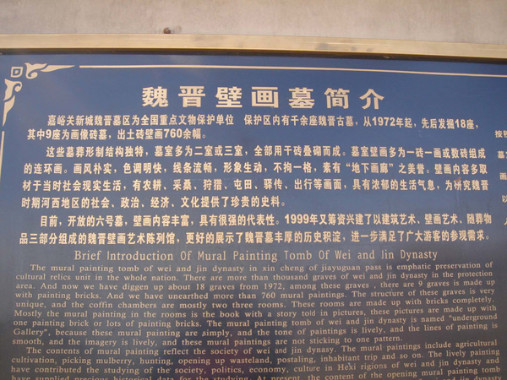 魏晋壁画墓简介
嘉峪关新城魏晋墓区为全国重点文物保护单位 保护区内有千余座魏晋古墓，从1972年起，先后发掘18座，
其中9座为画像砖墓，出土砖壁画760余幅。
这些墓葬形制结构独特，墓室多为二室或三室，全部用干砖叠砌而成。墓室壁画多为一砖一画或数砖组成
的连环画。画风朴实，色调明快，线条流畅，形象生动，不拘一格，素有“地下画廊”之美誉。壁画内容多取
材于当时社会现实生活，有农耕、采桑、狩猎、屯田、驿传、出行等画面，具有浓郁的生活气息，为研究魏晋
时期河西地区的社会、政治、经济、文化提供了珍贵的史料。
目前，开放的六号墓，壁画内容丰富，具有很强的代表性。1999年又筹资兴建了以建筑艺术、壁画艺术、随葬物
品三部分组成的魏晋壁画艺术陈列馆，更好的展示了魏晋墓丰厚的历史积淀，进一步满足了广大游客的参观需求。
Brief Introduction Of Mural Painting Tomb Of Wei and Jin Dynasty
The mural painting tomb of wei and jin dynasty in xin cheng of jiayuguan pass is emphatic preservation of
cultural relics unit in the whole nation. There are more than thousand graves of wei and jin dynasty in the protection
area. And now we have diggen up about 18 graves from 1972, among these graves , there are 9 graves is made up
with painting bricks. And we have unearthed more than 760 mural paintings. The structure of these graves is very
unique, and the coffin chambers are mostly two three rooms. These rooms are made up with bricks completely.
Mostly the mural painting in the rooms is the book with a story told in pictures, these pictures are made up with
one painting brick or lots of painting bricks. The mural painting tomb of wei and jin dynasty is named "underground
Gallery", because these mural painting are aimply, and the tone of paintings is lively, and the lines of painting is
smooth, and the imagery is lively, and these mural paintings are not sticking to one pattern.
The contents of mural painting reflect the society of wei and jin dynasy. The mural paintings include agricultural
cultivation, picking mulberry, hunting, opening up wasteland, postaling, inhabitant trip and so on. The lively painting
have contributed the studying of the society, politics, economy, culture in Hexi rigions of wei and jin dynasty and
have supplied precious historical data for the studying. At present, the content of the opening mural painting tomb